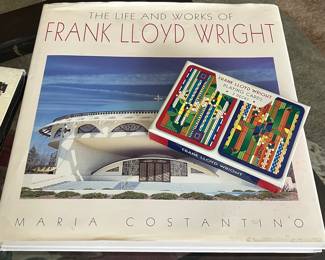 THE LIFE AND WORKS OF
FRANK LLOYD WRIGHT
FRANK LLOYD WRIGHT
PLAYING CARDS
FRANK LLOYD WRIGHT
MARIA COSTANTINO